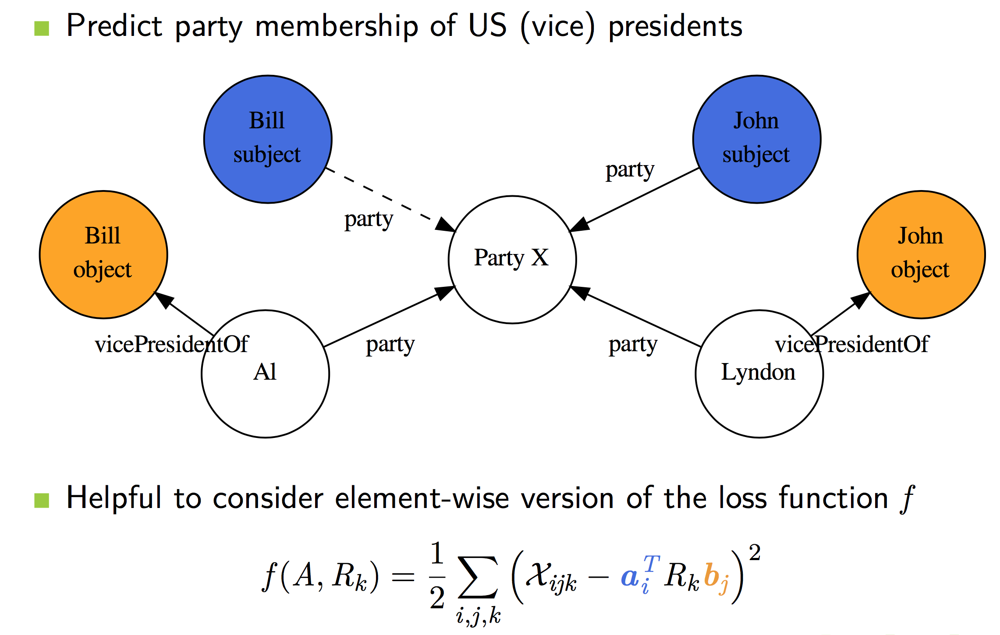 Predict party membership of US (vice) presidents
Bill
subject
John
subject
party
party
Bill
object
Party X
John
object
vicePresidentOf
party
party
vicePresidentOf
Al
Lyndon
Helpful to consider element-wise version of the loss function f
f(A, R_k) = 1/2 ∑_{i,j,k} (𝒳_{ijk} − a_i^T R_k b_j)^2